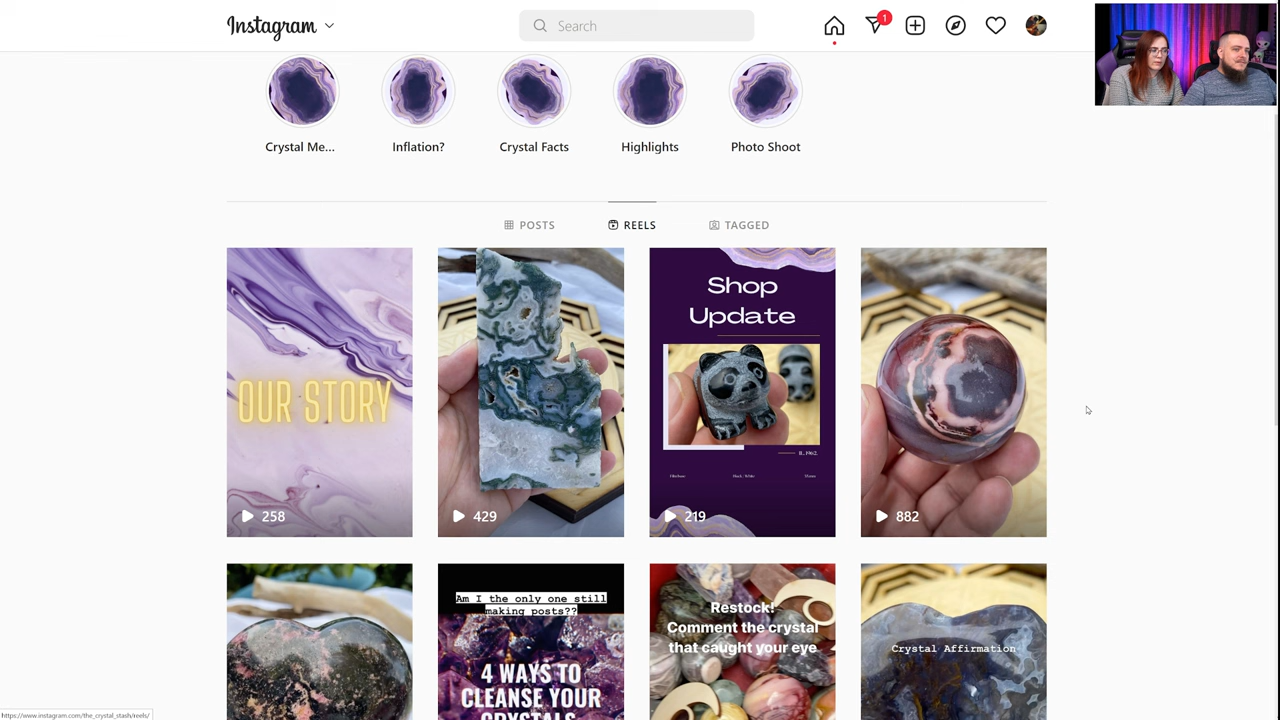 Instagram
Search
1
Crystal Me...
Inflation?
Crystal Facts
Highlights
Photo Shoot
POSTS
REELS
TAGGED
OUR STORY
Shop
Update
258
429
219
882
Am I the only one still
making posts??
4 WAYS TO
CLEANSE YOUR
CRYSTALS
Restock!
Comment the crystal
that caught your eye
Crystal Affirmation
https://www.instagram.com/the_crystal_stash/reels/